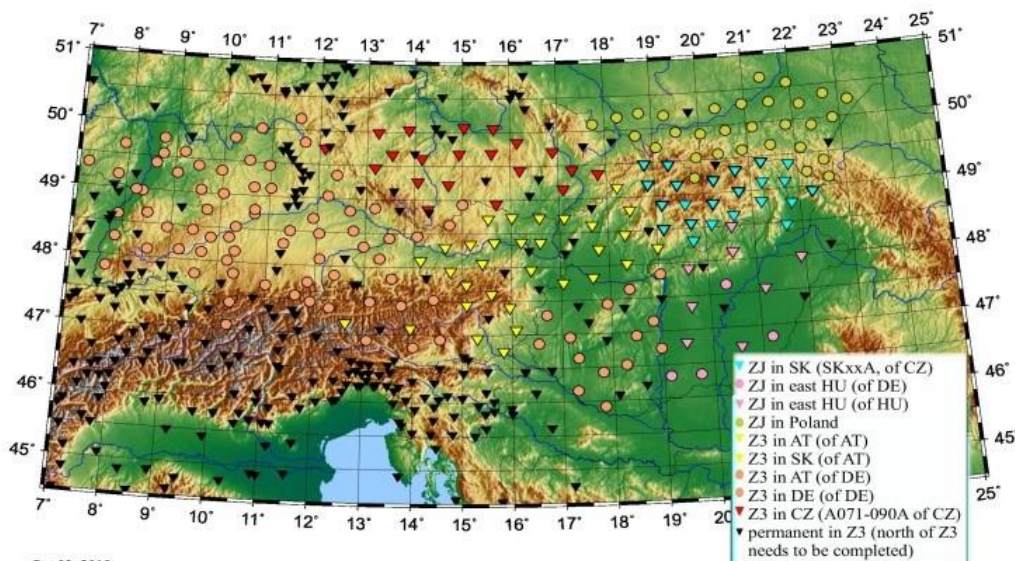 7° 8° 9° 10° 11° 12° 13° 14° 15° 16° 17° 18° 19° 20° 21° 22° 23° 24° 25°
51° 51°
50° 50°
49° 49°
48° 48°
47° 47°
46° 46°
45° 45°
7° 8° 9° 10° 11° 12° 13° 14° 15° 16° 17° 18° 19° 25°
ZJ in SK (SKxxA, of CZ)
ZJ in east HU (of DE)
ZJ in east HU (of HU)
ZJ in Poland
Z3 in AT (of AT)
Z3 in SK (of AT)
Z3 in AT (of DE)
Z3 in DE (of DE)
Z3 in CZ (A071-090A of CZ)
permanent in Z3 (north of Z3
needs to be completed)